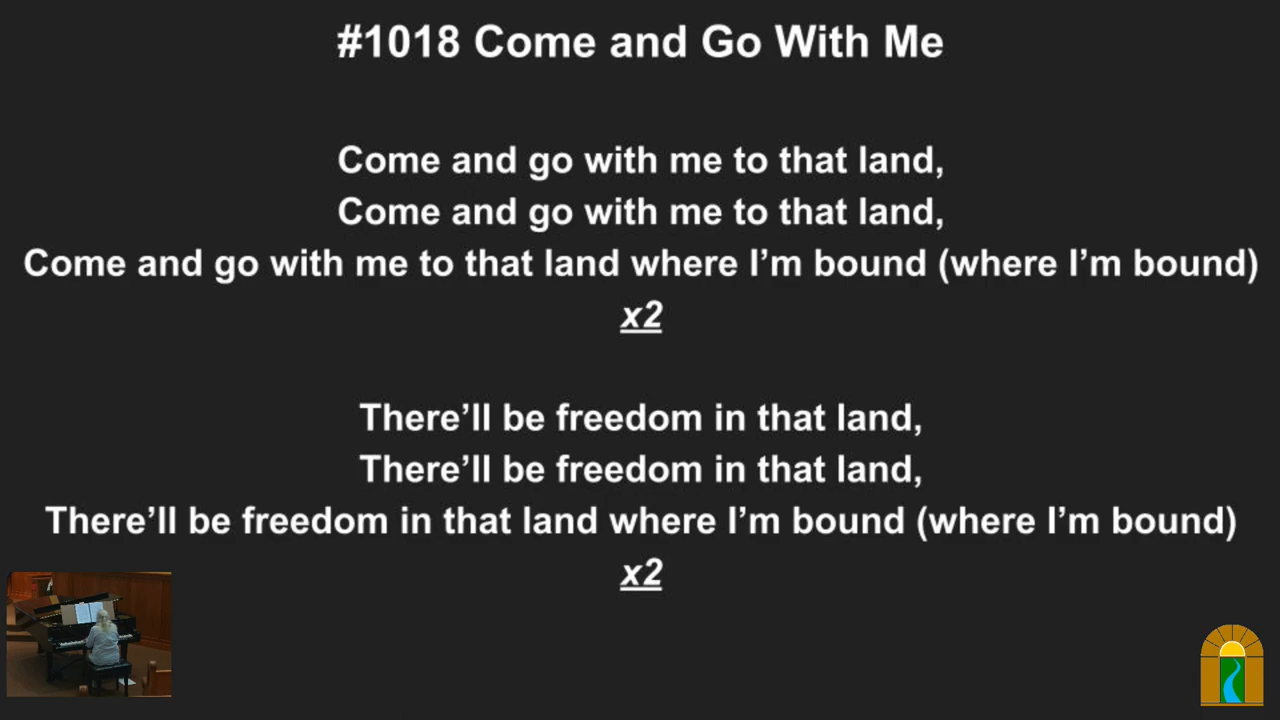 #1018 Come and Go With Me
Come and go with me to that land,
Come and go with me to that land,
Come and go with me to that land where I’m bound (where I’m bound)
x2
There’ll be freedom in that land,
There’ll be freedom in that land,
There’ll be freedom in that land where I’m bound (where I’m bound)
x2